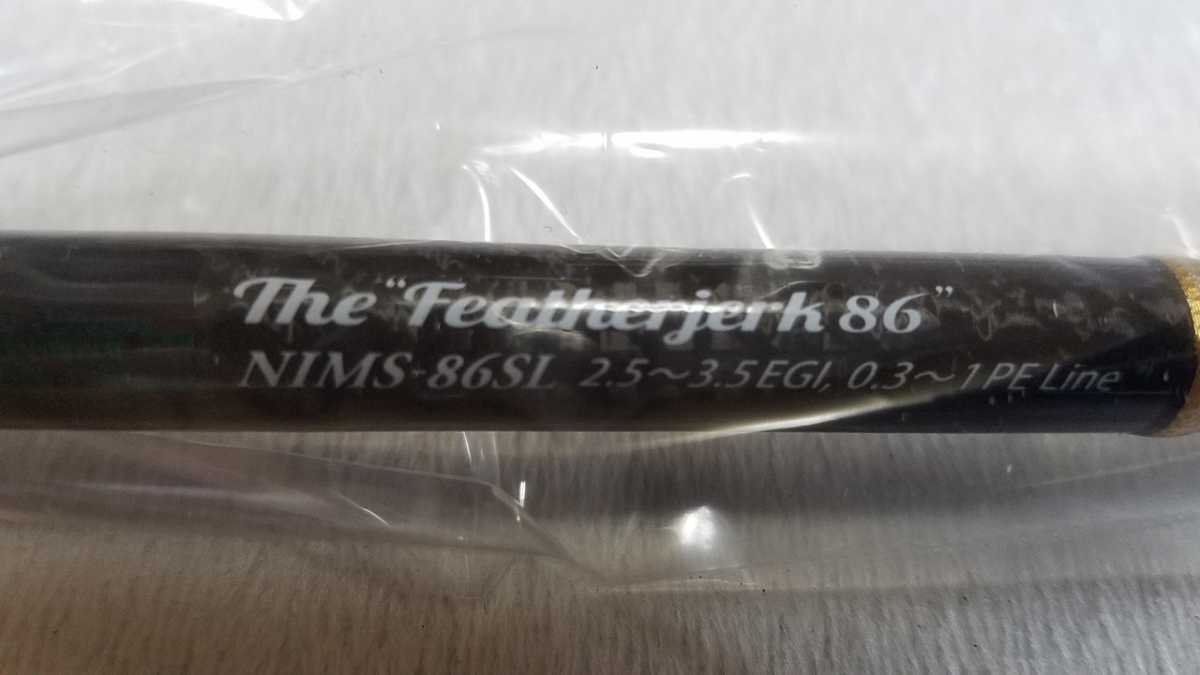 The "Featherjerk 86"
NIMS-86SL 2.5～3.5EGI, 0.3～1PE Line